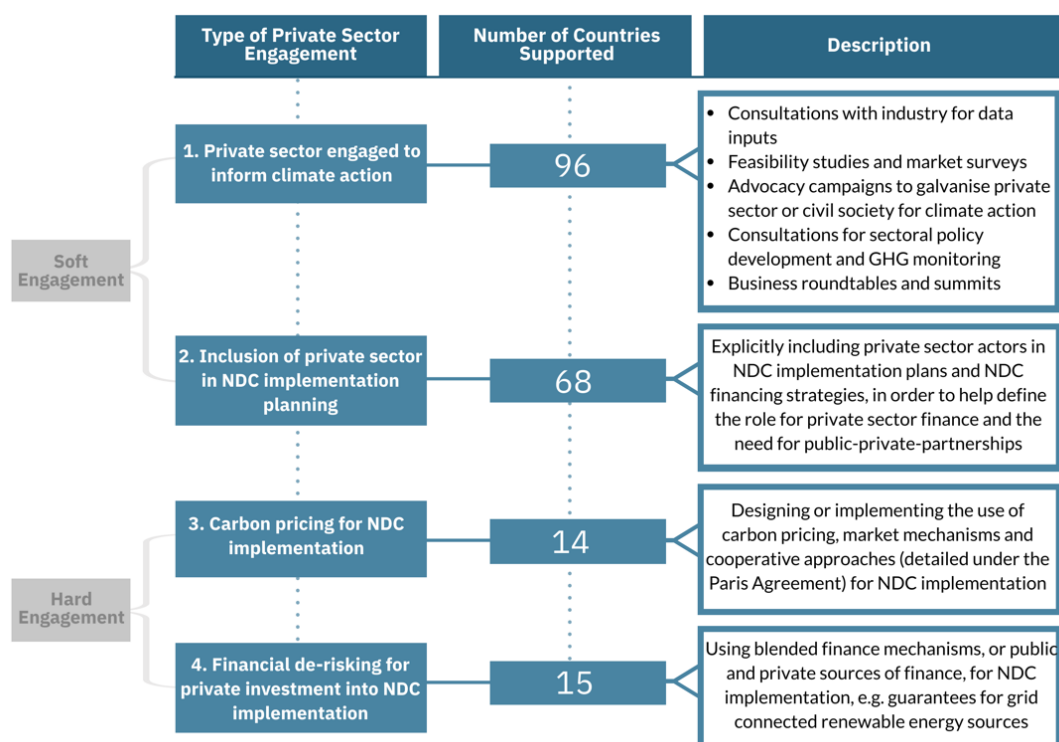 Type of Private Sector
Engagement
Number of Countries
Supported
Description
Soft
Engagement
1. Private sector engaged to
inform climate action
96
• Consultations with industry for data
inputs
• Feasibility studies and market surveys
• Advocacy campaigns to galvanise private
sector or civil society for climate action
• Consultations for sectoral policy
development and GHG monitoring
• Business roundtables and summits
2. Inclusion of private sector
in NDC implementation
planning
68
Explicitly including private sector actors in
NDC implementation plans and NDC
financing strategies, in order to help define
the role for private sector finance and the
need for public-private-partnerships
Hard
Engagement
3. Carbon pricing for NDC
implementation
14
Designing or implementing the use of
carbon pricing, market mechanisms and
cooperative approaches (detailed under the
Paris Agreement) for NDC implementation
4. Financial de-risking for
private investment into NDC
implementation
15
Using blended finance mechanisms, or public
and private sources of finance, for NDC
implementation, e.g. guarantees for grid
connected renewable energy sources